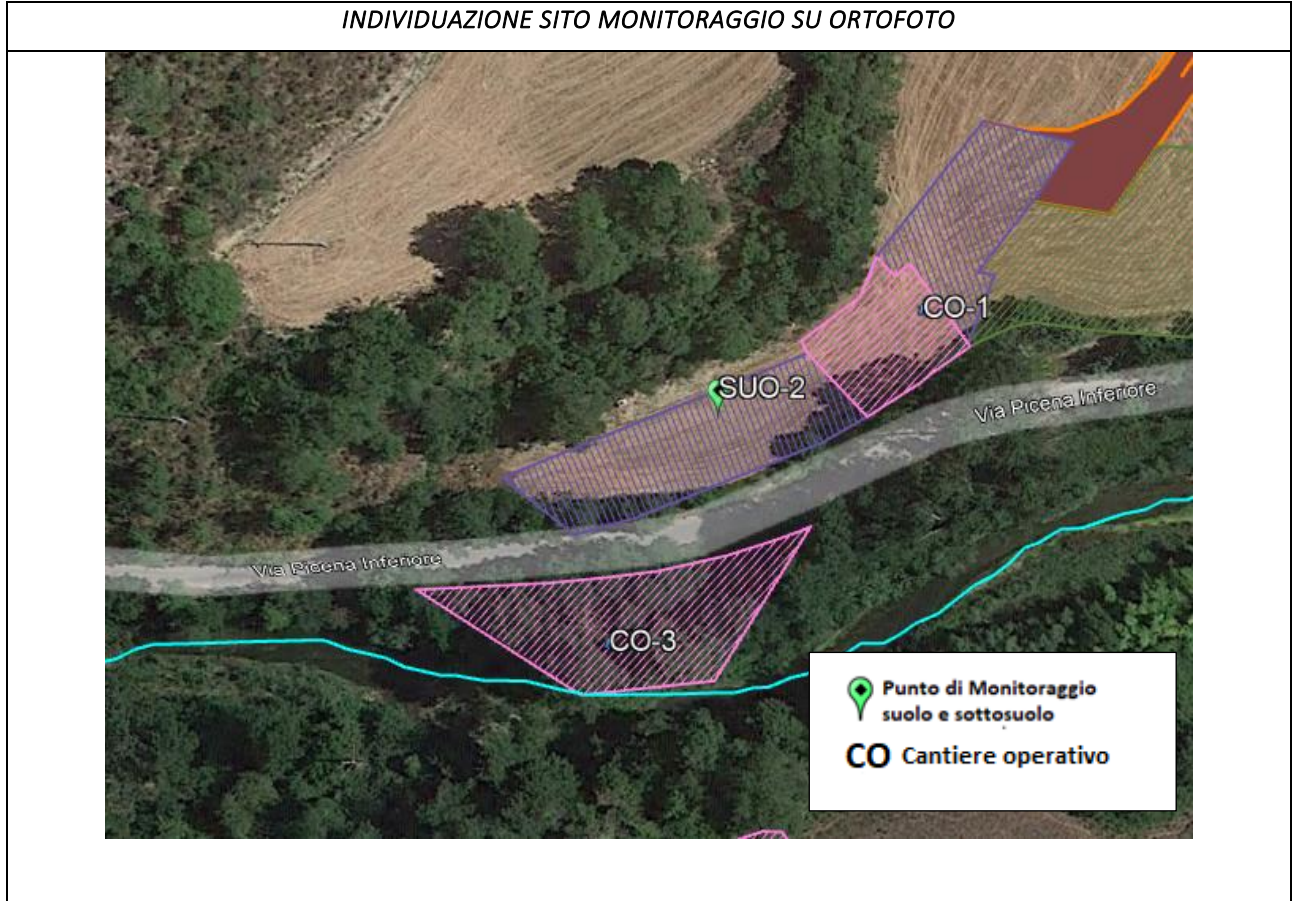 INDIVIDUAZIONE SITO MONITORAGGIO SU ORTOFOTO
CO-1
SUO-2
Via Picena Inferiore
Via Picena Inferiore
CO-3
Punto di Monitoraggio
suolo e sottosuolo
CO Cantiere operativo